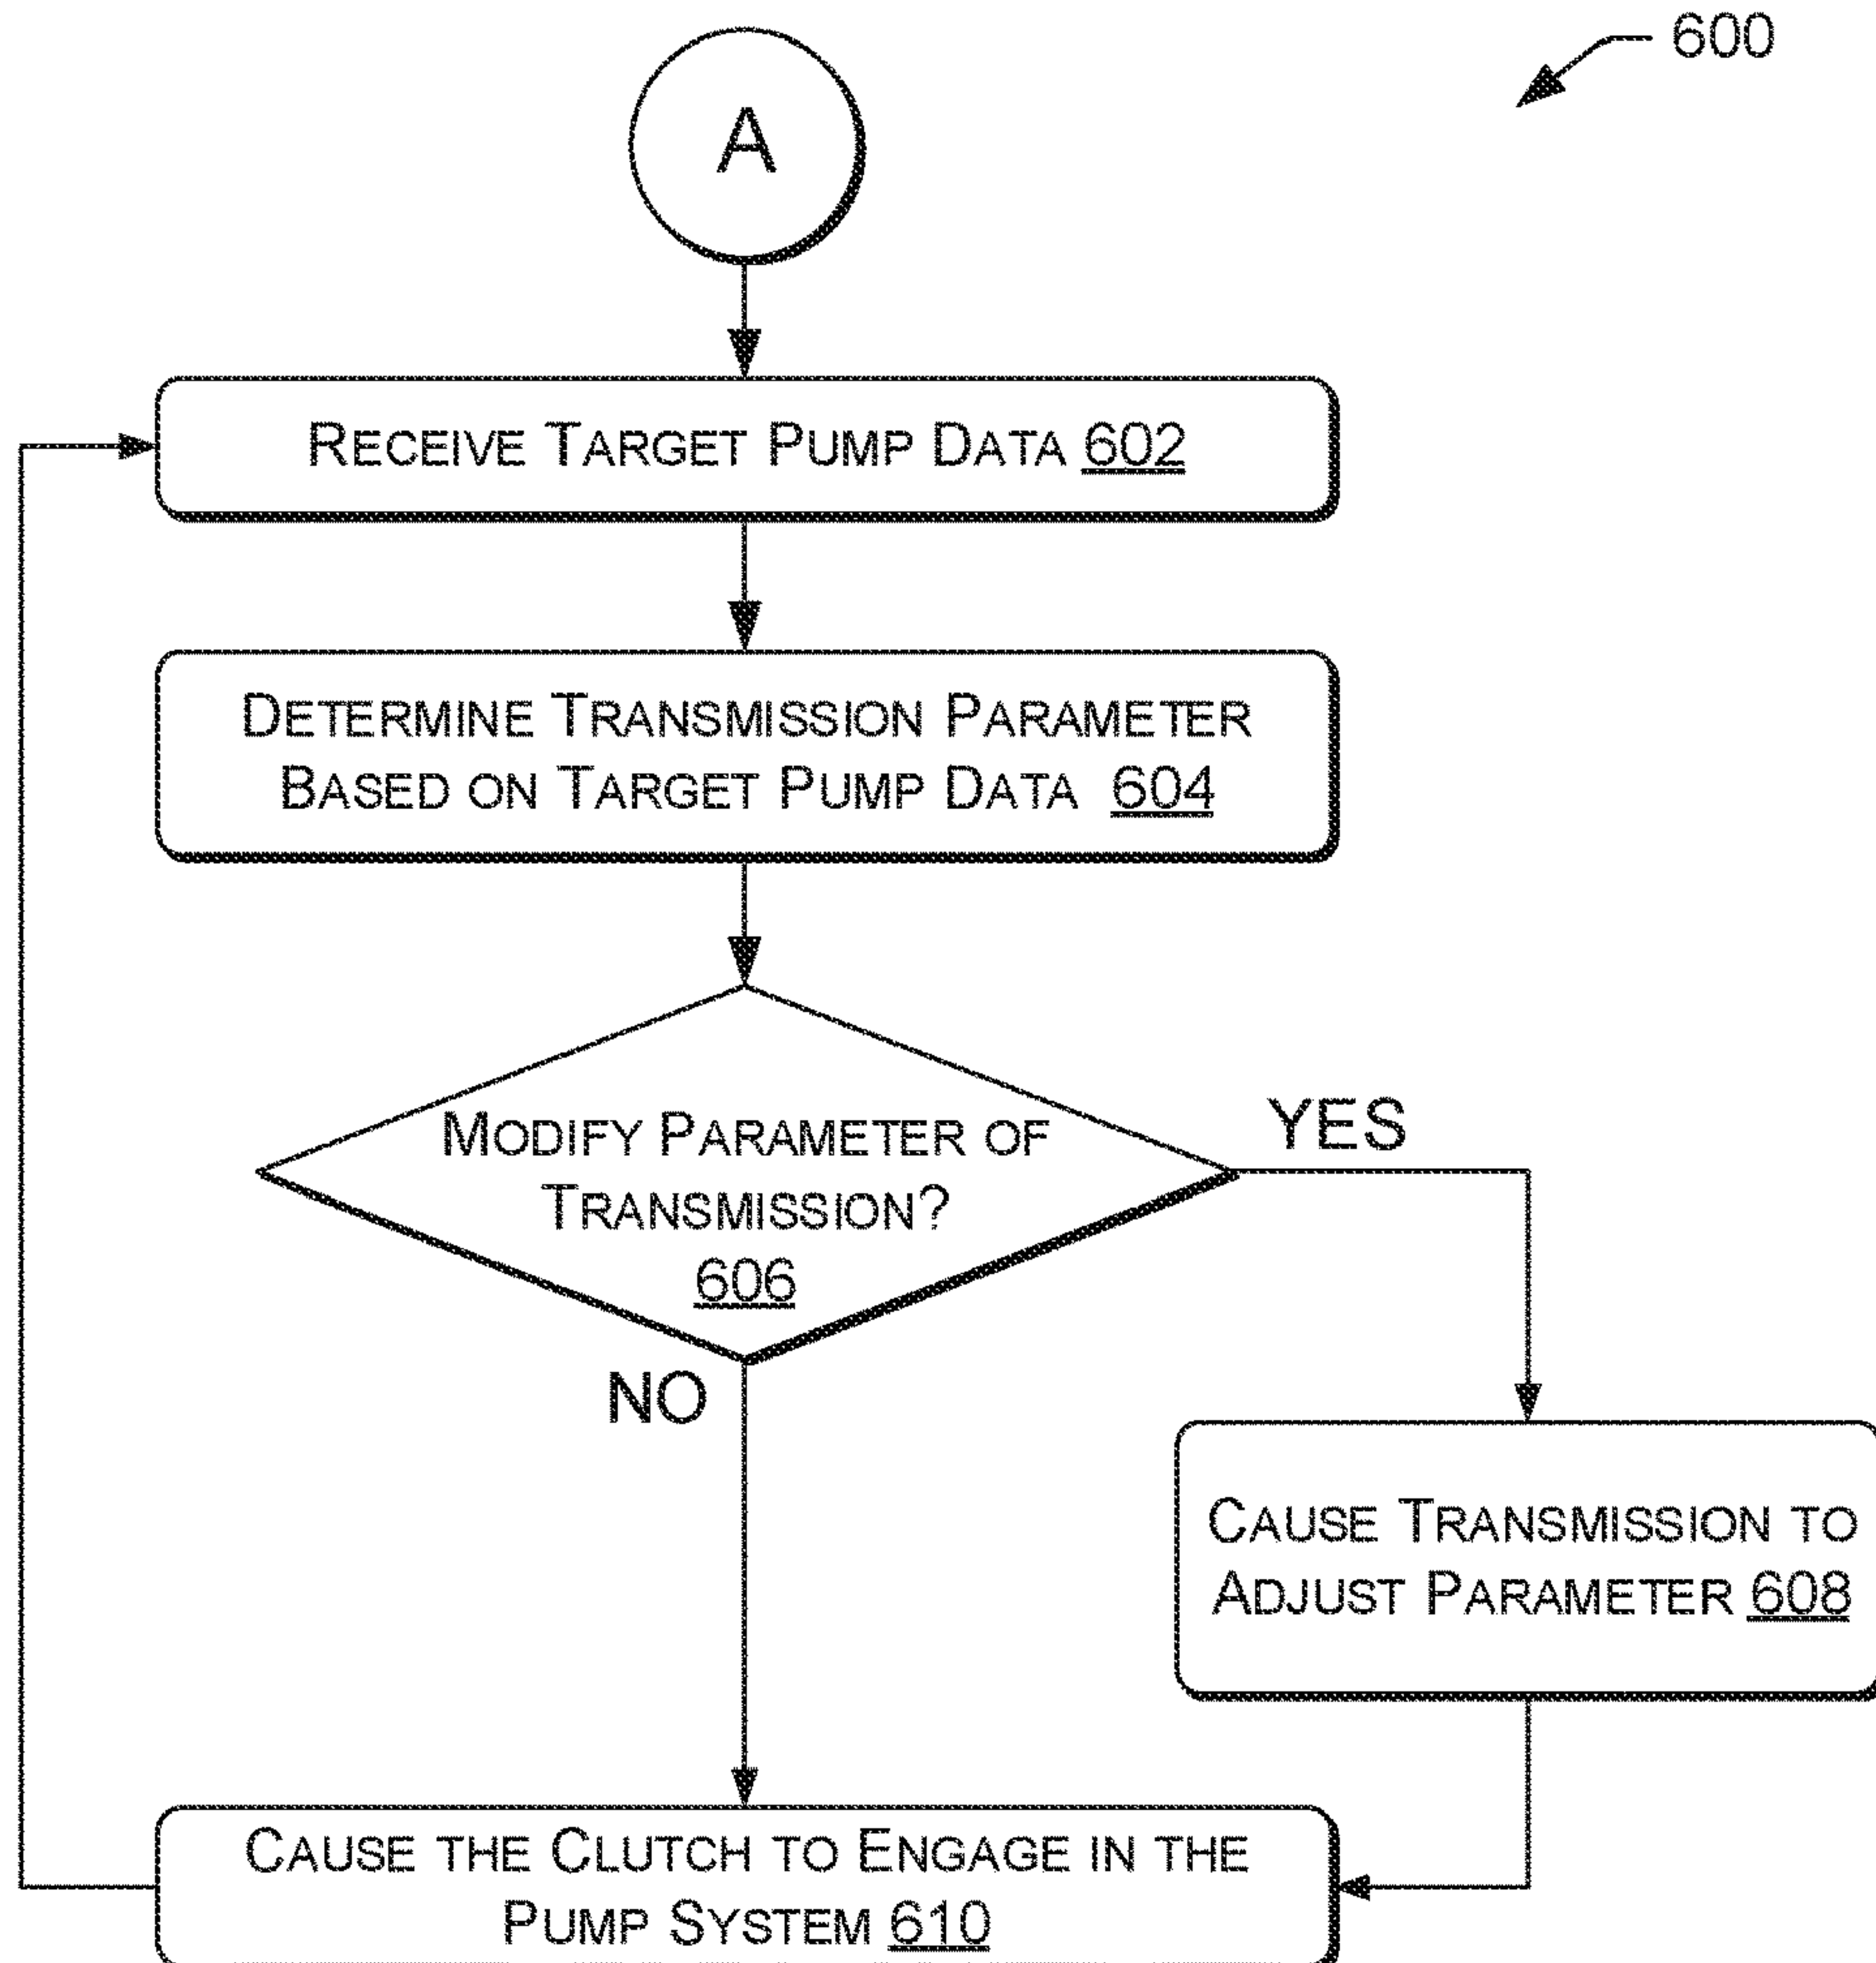 600
A
RECEIVE TARGET PUMP DATA 602
DETERMINE TRANSMISSION PARAMETER
BASED ON TARGET PUMP DATA 604
MODIFY PARAMETER OF
TRANSMISSION?
606
YES
NO
CAUSE TRANSMISSION TO
ADJUST PARAMETER 608
CAUSE THE CLUTCH TO ENGAGE IN THE
PUMP SYSTEM 610